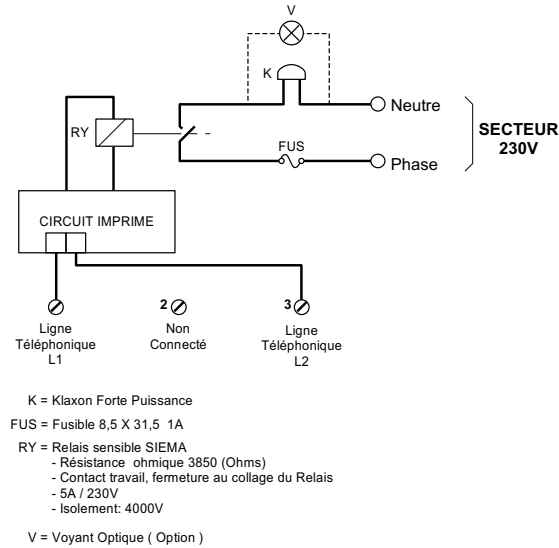 V
K
Neutre
RY
FUS
SECTEUR
230V
Phase
CIRCUIT IMPRIME
2
3
Ligne
Téléphonique
L1
Non
Connecté
Ligne
Téléphonique
L2
K = Klaxon Forte Puissance
FUS = Fusible 8,5 X 31,5 1A
RY = Relais sensible SIEMA
- Résistance ohmique 3850 (Ohms)
- Contact travail, fermeture au collage du Relais
- 5A / 230V
- Isolement: 4000V
V = Voyant Optique ( Option )